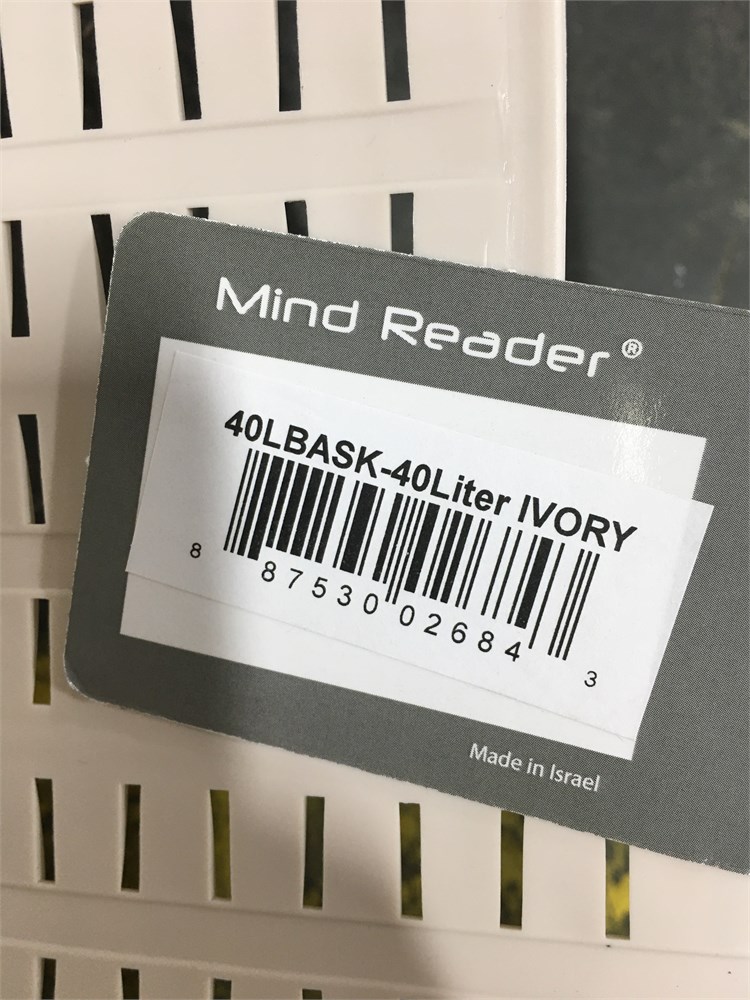 Mind Reader®
40LBASK-40Liter IVORY
8 87530 02684 3
Made in Israel